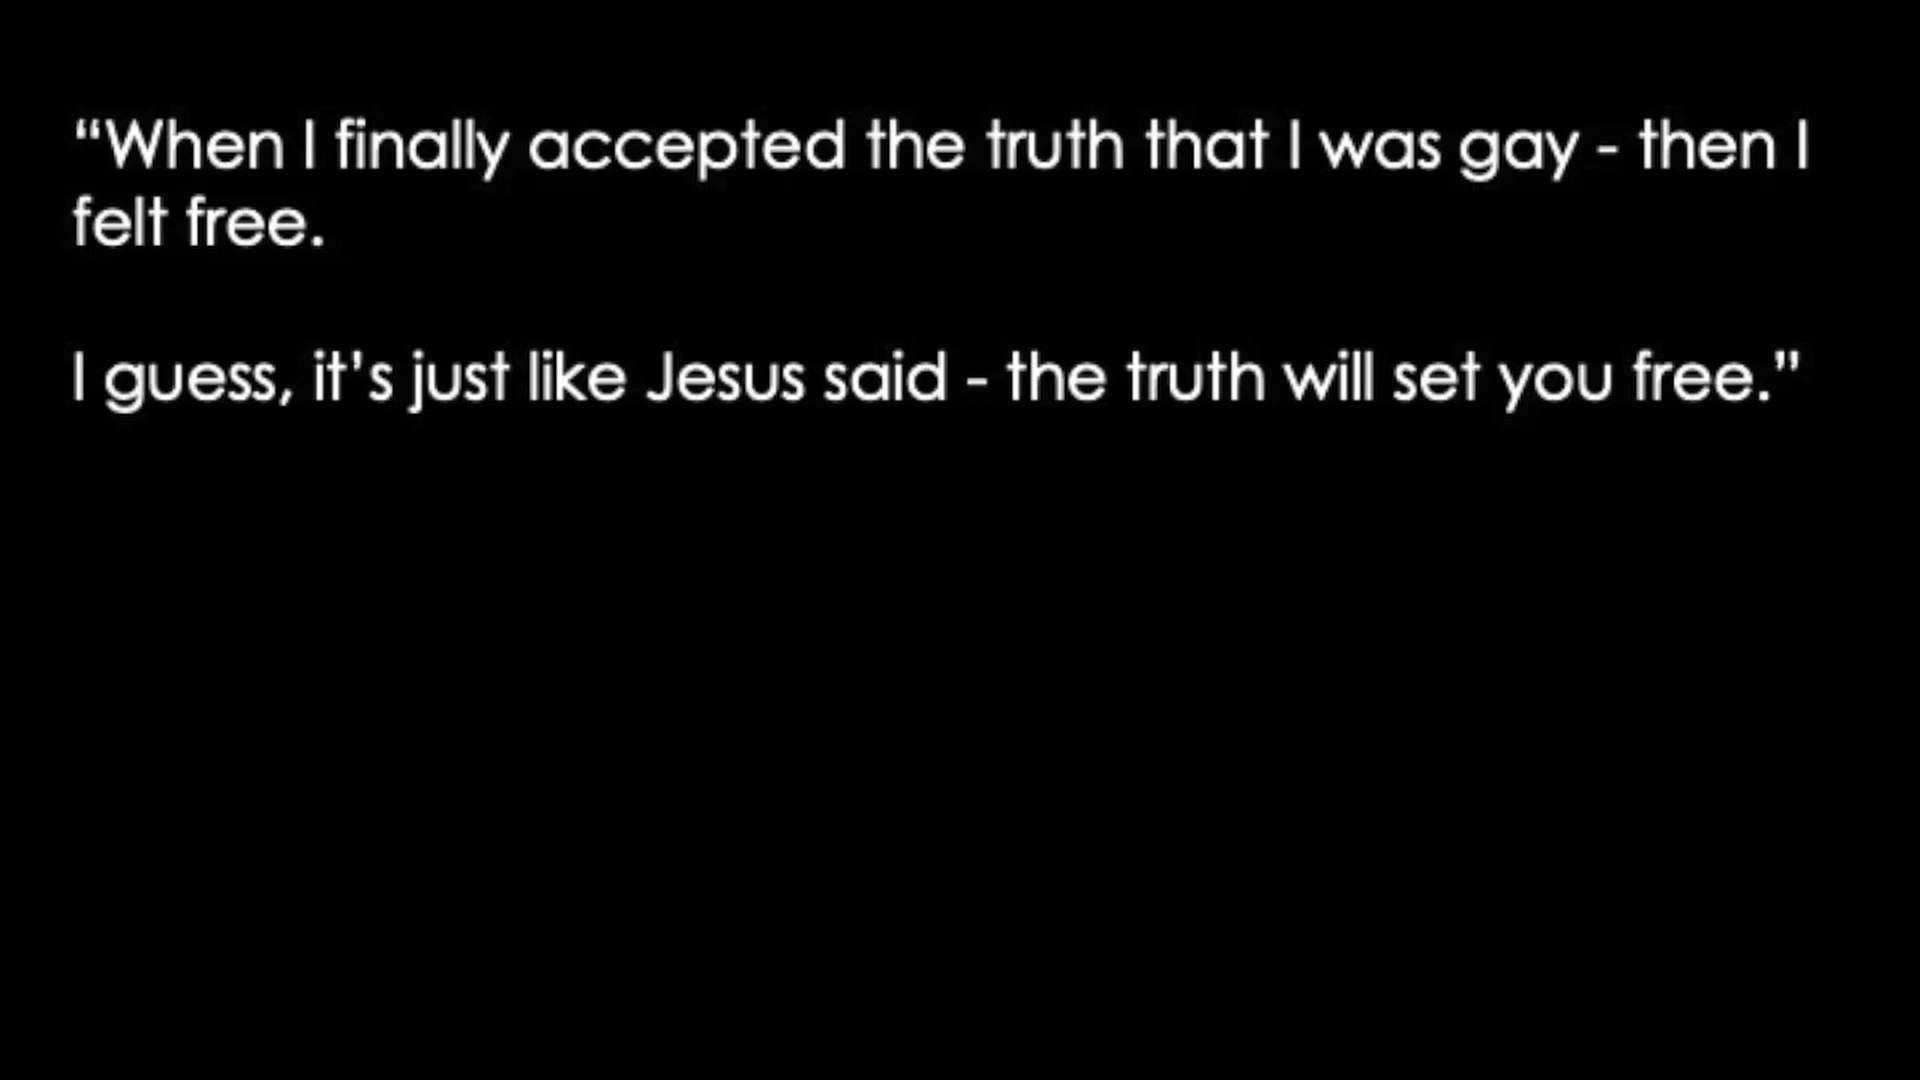 “When I finally accepted the truth that I was gay - then I
felt free.
I guess, it’s just like Jesus said - the truth will set you free.”